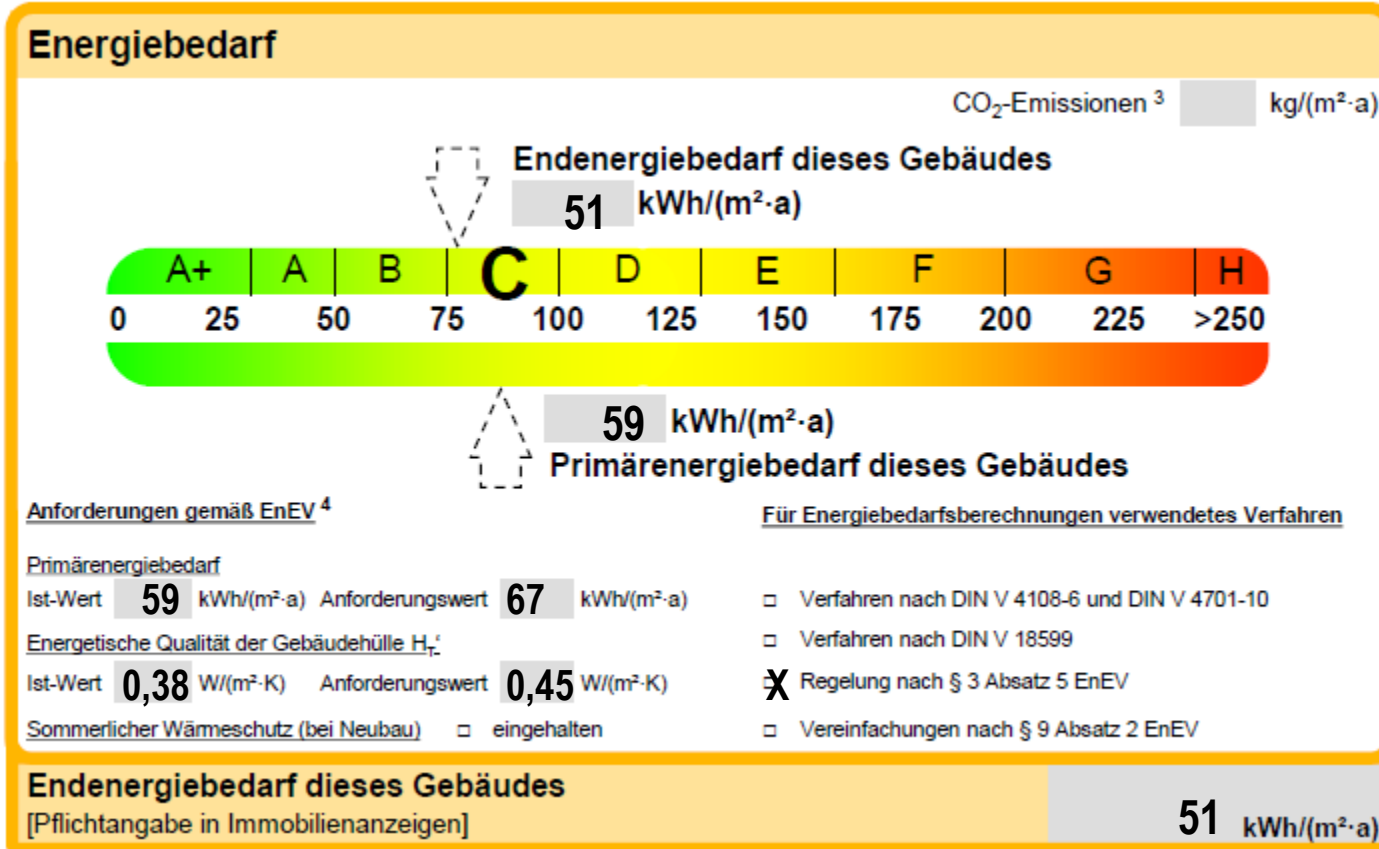 Energiebedarf
CO₂-Emissionen ³ kg/(m²·a)
Endenergiebedarf dieses Gebäudes
51 kWh/(m²·a)
A+ A B C D E F G H
0 25 50 75 100 125 150 175 200 225 >250
59 kWh/(m²·a)
Primärenergiebedarf dieses Gebäudes
Anforderungen gemäß EnEV ⁴
Primärenergiebedarf
Ist-Wert 59 kWh/(m²·a) Anforderungswert 67 kWh/(m²·a)
Energetische Qualität der Gebäudehülle H_T'
Ist-Wert 0,38 W/(m²·K) Anforderungswert 0,45 W/(m²·K)
Sommerlicher Wärmeschutz (bei Neubau) □ eingehalten
Für Energiebedarfsberechnungen verwendetes Verfahren
□ Verfahren nach DIN V 4108-6 und DIN V 4701-10
□ Verfahren nach DIN V 18599
X Regelung nach § 3 Absatz 5 EnEV
□ Vereinfachungen nach § 9 Absatz 2 EnEV
Endenergiebedarf dieses Gebäudes
[Pflichtangabe in Immobilienanzeigen]
51 kWh/(m²·a)